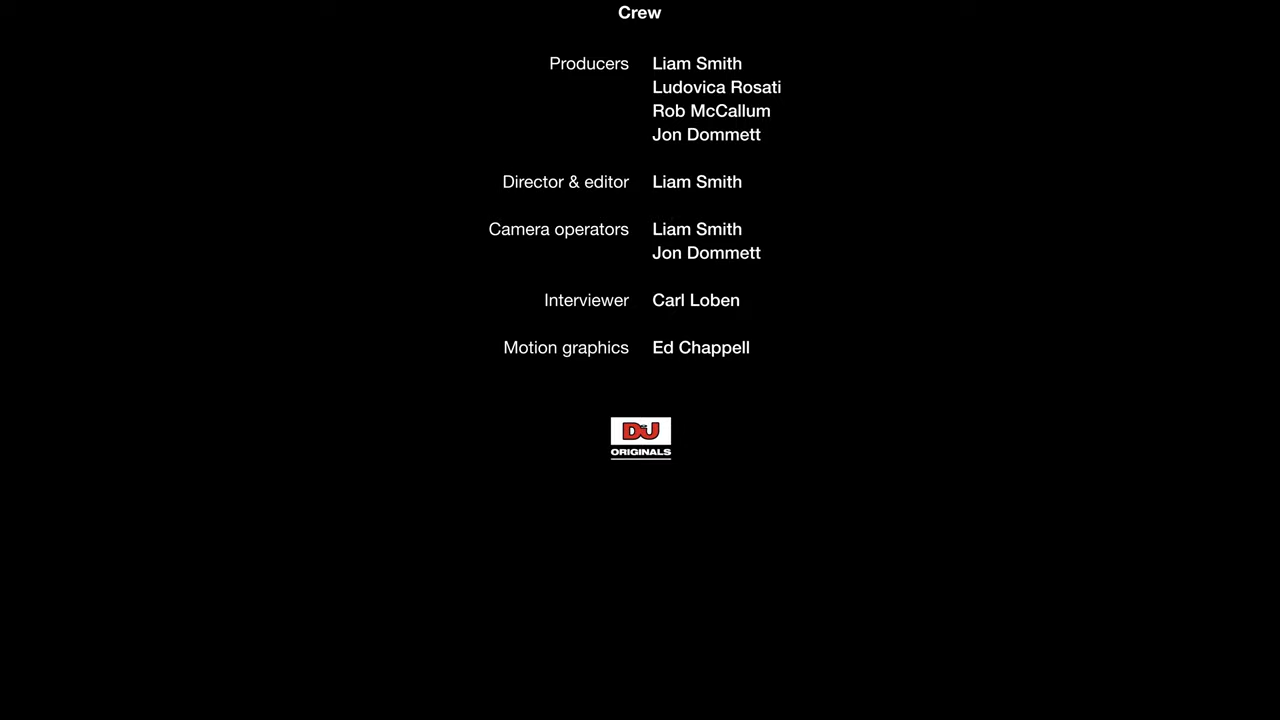 Crew
Producers Liam Smith
Ludovica Rosati
Rob McCallum
Jon Dommett
Director & editor Liam Smith
Camera operators Liam Smith
Jon Dommett
Interviewer Carl Loben
Motion graphics Ed Chappell
DJ
ORIGINALS